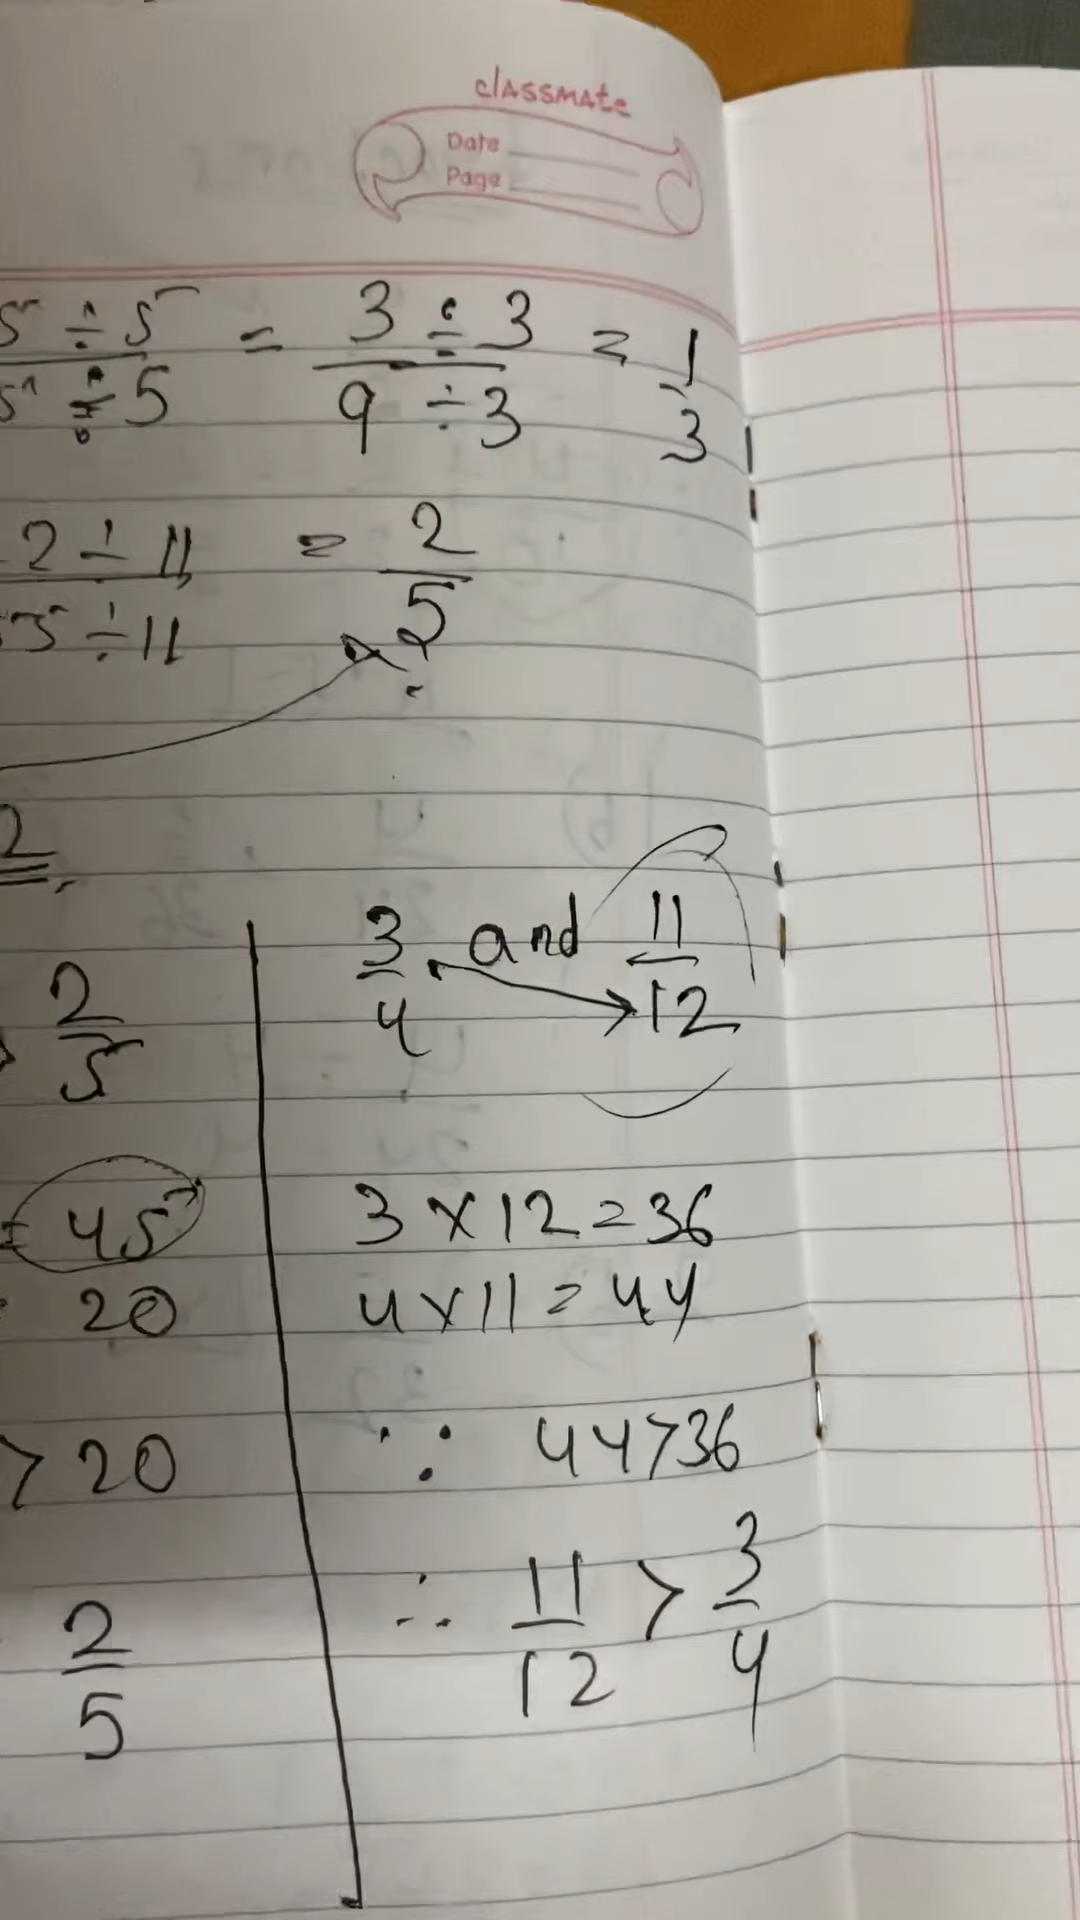 classmate
Date
Page
5 ÷ 5 = 3 ÷ 3 = 1
5 ÷ 5 9 ÷ 3 3
2 ÷ 11 = 2
5 ÷ 11 5
2
3 and 11
4 12
2
5
45
20
> 20
2
5
3 × 12 = 36
4 × 11 = 44
∵ 44 > 36
∴ 11 > 3
12 4